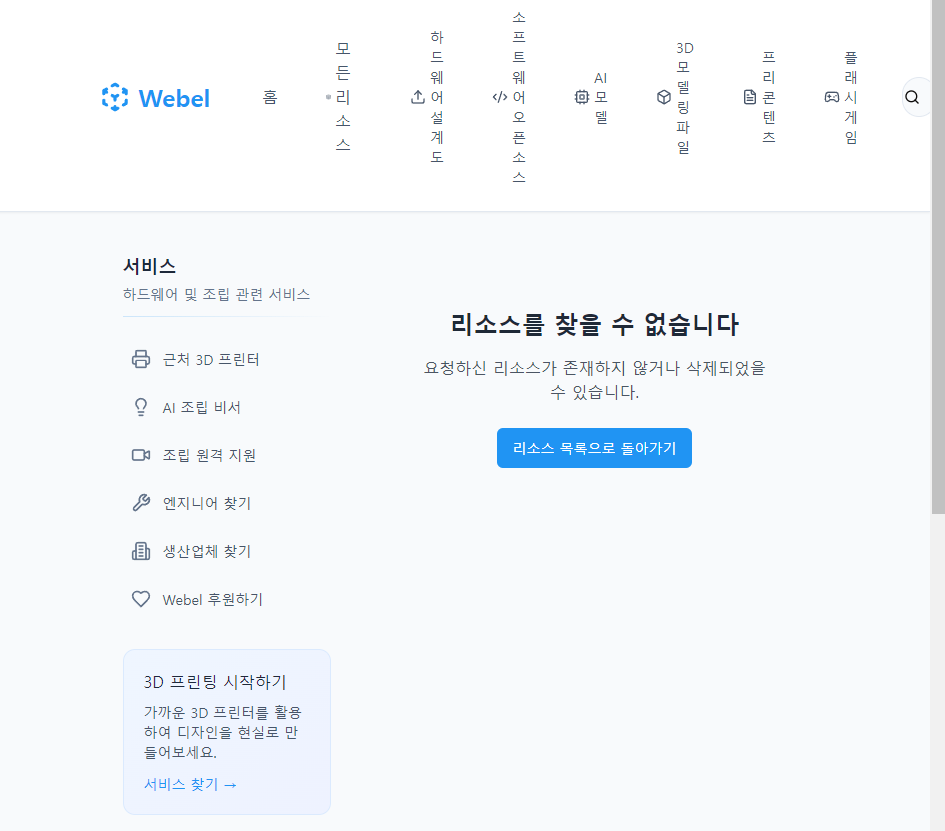 Webel
홈
모든 리소스
하드웨어 설계도
소프트웨어 오픈소스
AI 모델
3D 모델링 파일
프리 콘텐츠
플래시 게임
서비스
하드웨어 및 조립 관련 서비스
근처 3D 프린터
AI 조립 비서
조립 원격 지원
엔지니어 찾기
생산업체 찾기
Webel 후원하기
3D 프린팅 시작하기
가까운 3D 프린터를 활용
하여 디자인을 현실로 만
들어보세요.
서비스 찾기 →
리소스를 찾을 수 없습니다
요청하신 리소스가 존재하지 않거나 삭제되었을
수 있습니다.
리소스 목록으로 돌아가기